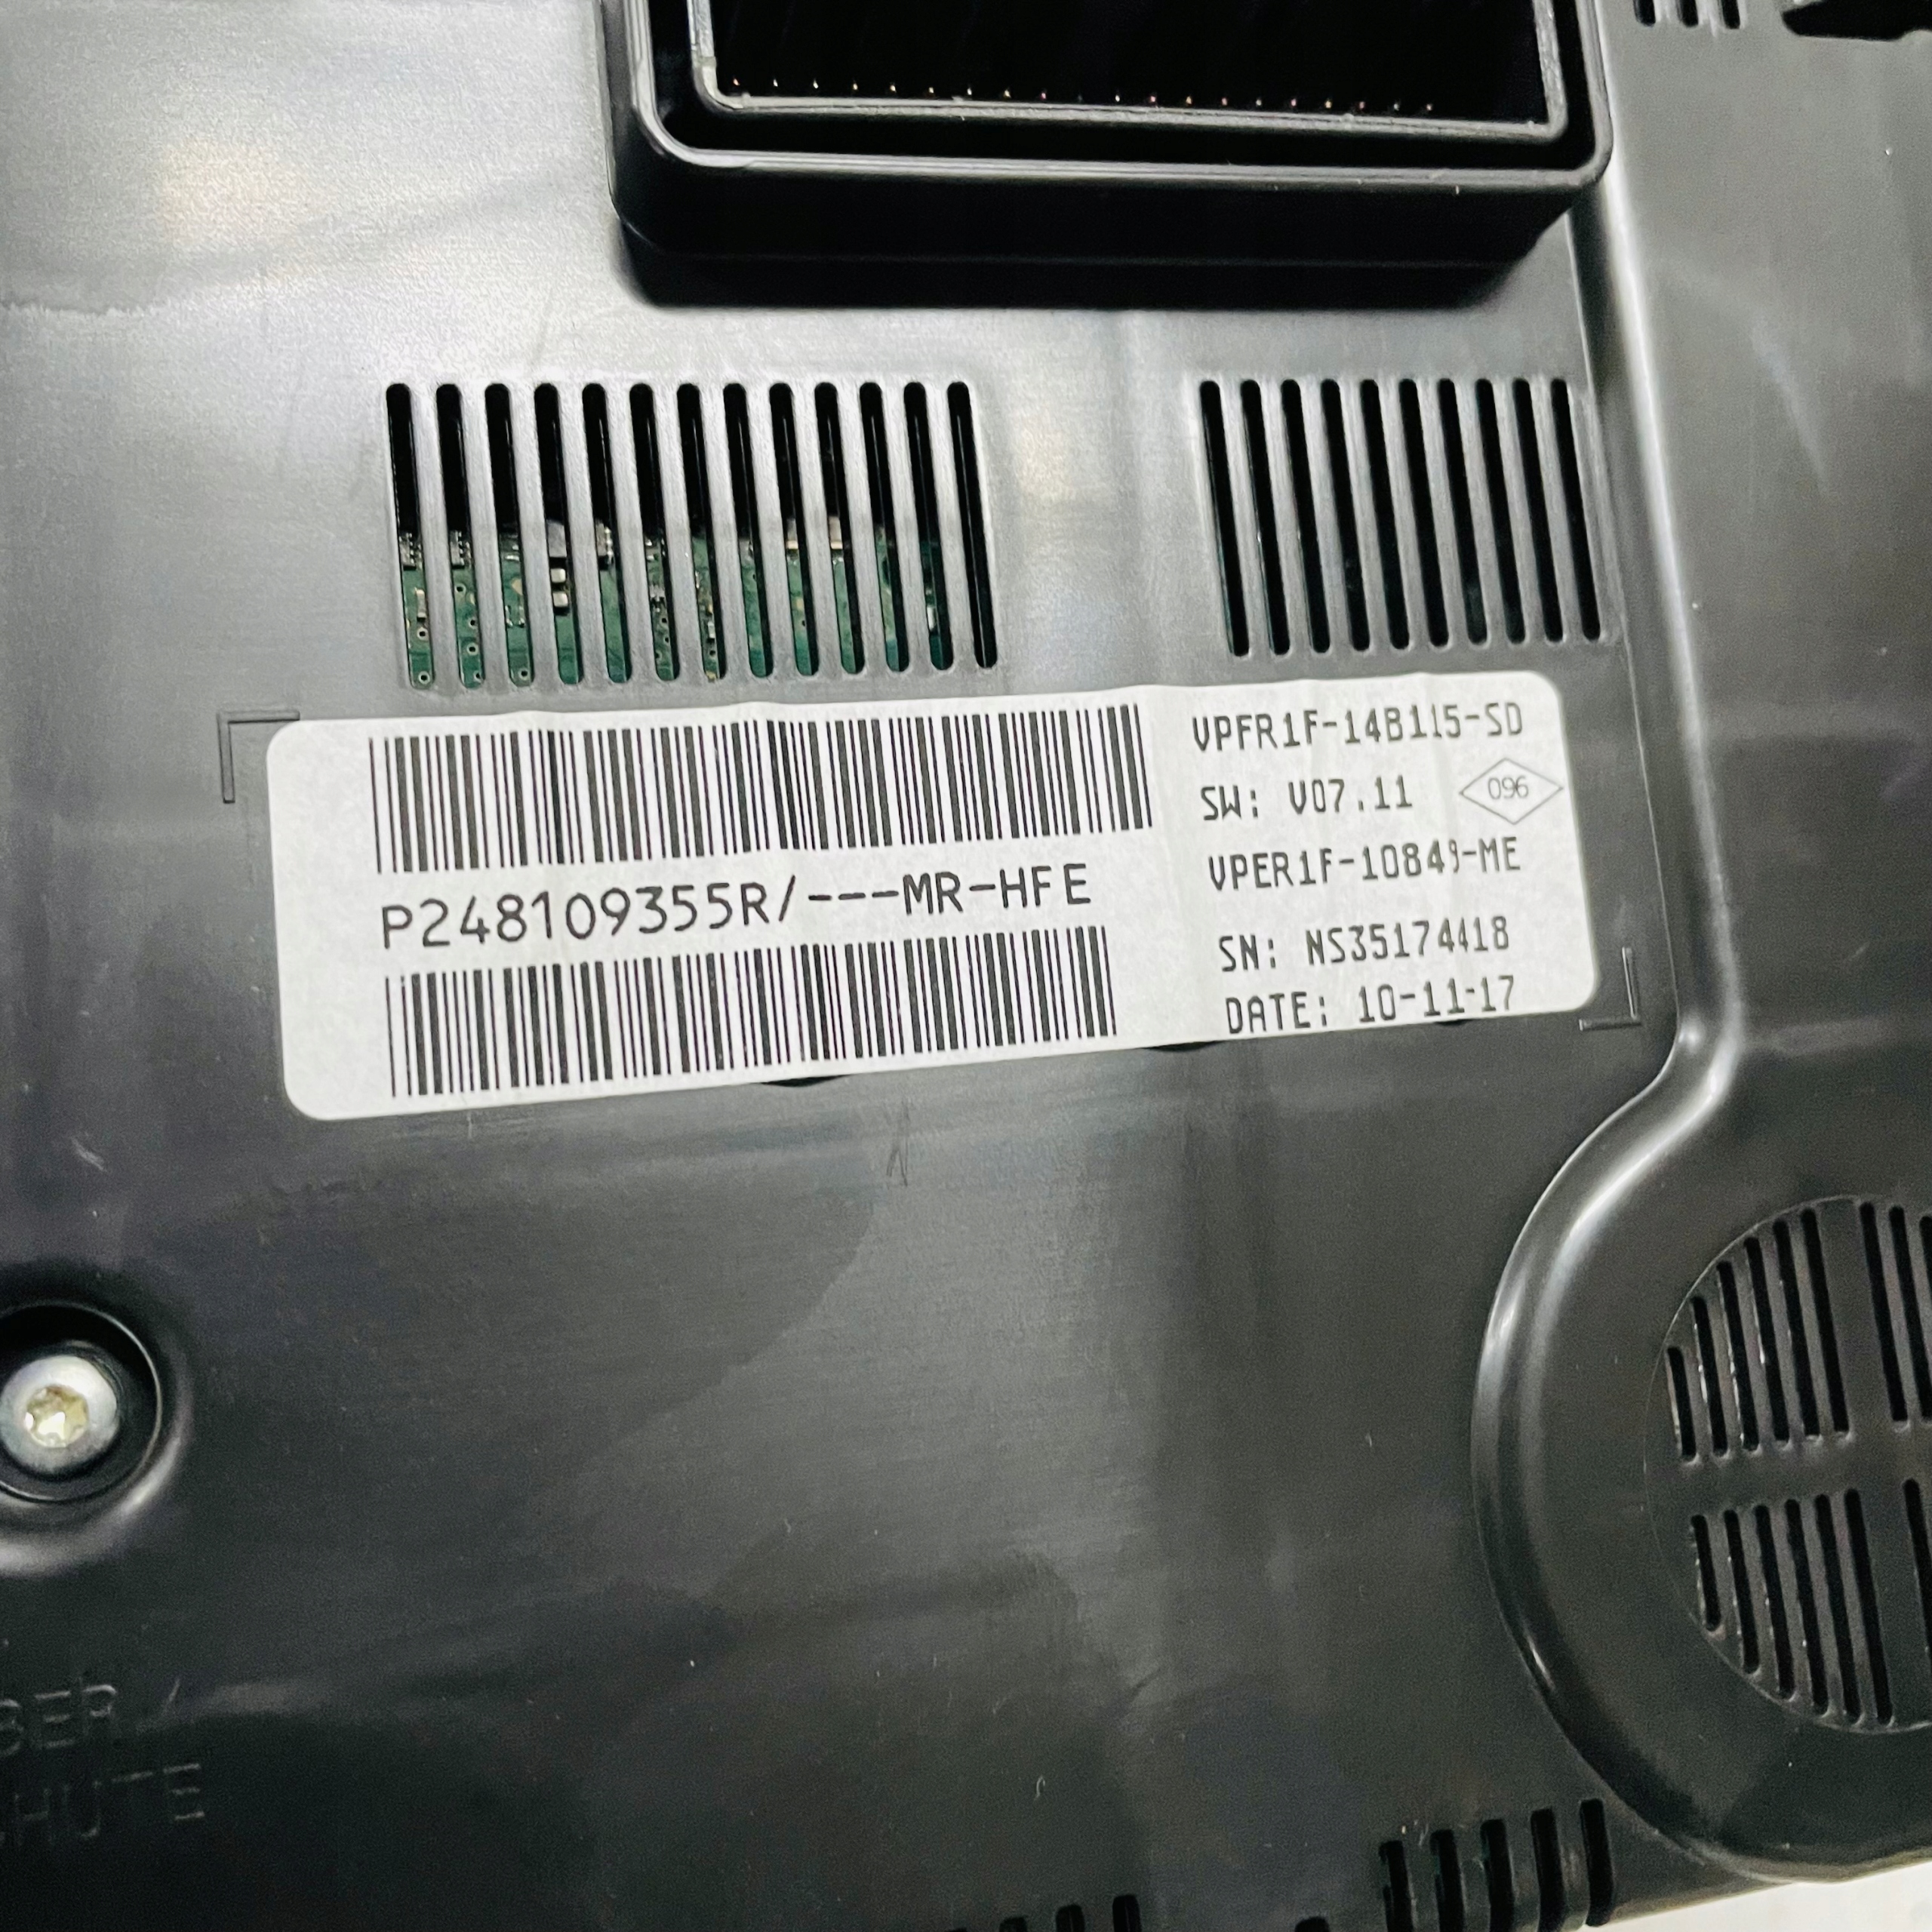 VPFR1F-14B115-SD
SW: V07.11
096
P248109355R/---MR-HFE
VPER1F-10849-ME
SN: NS35174418
DATE: 10-11-17